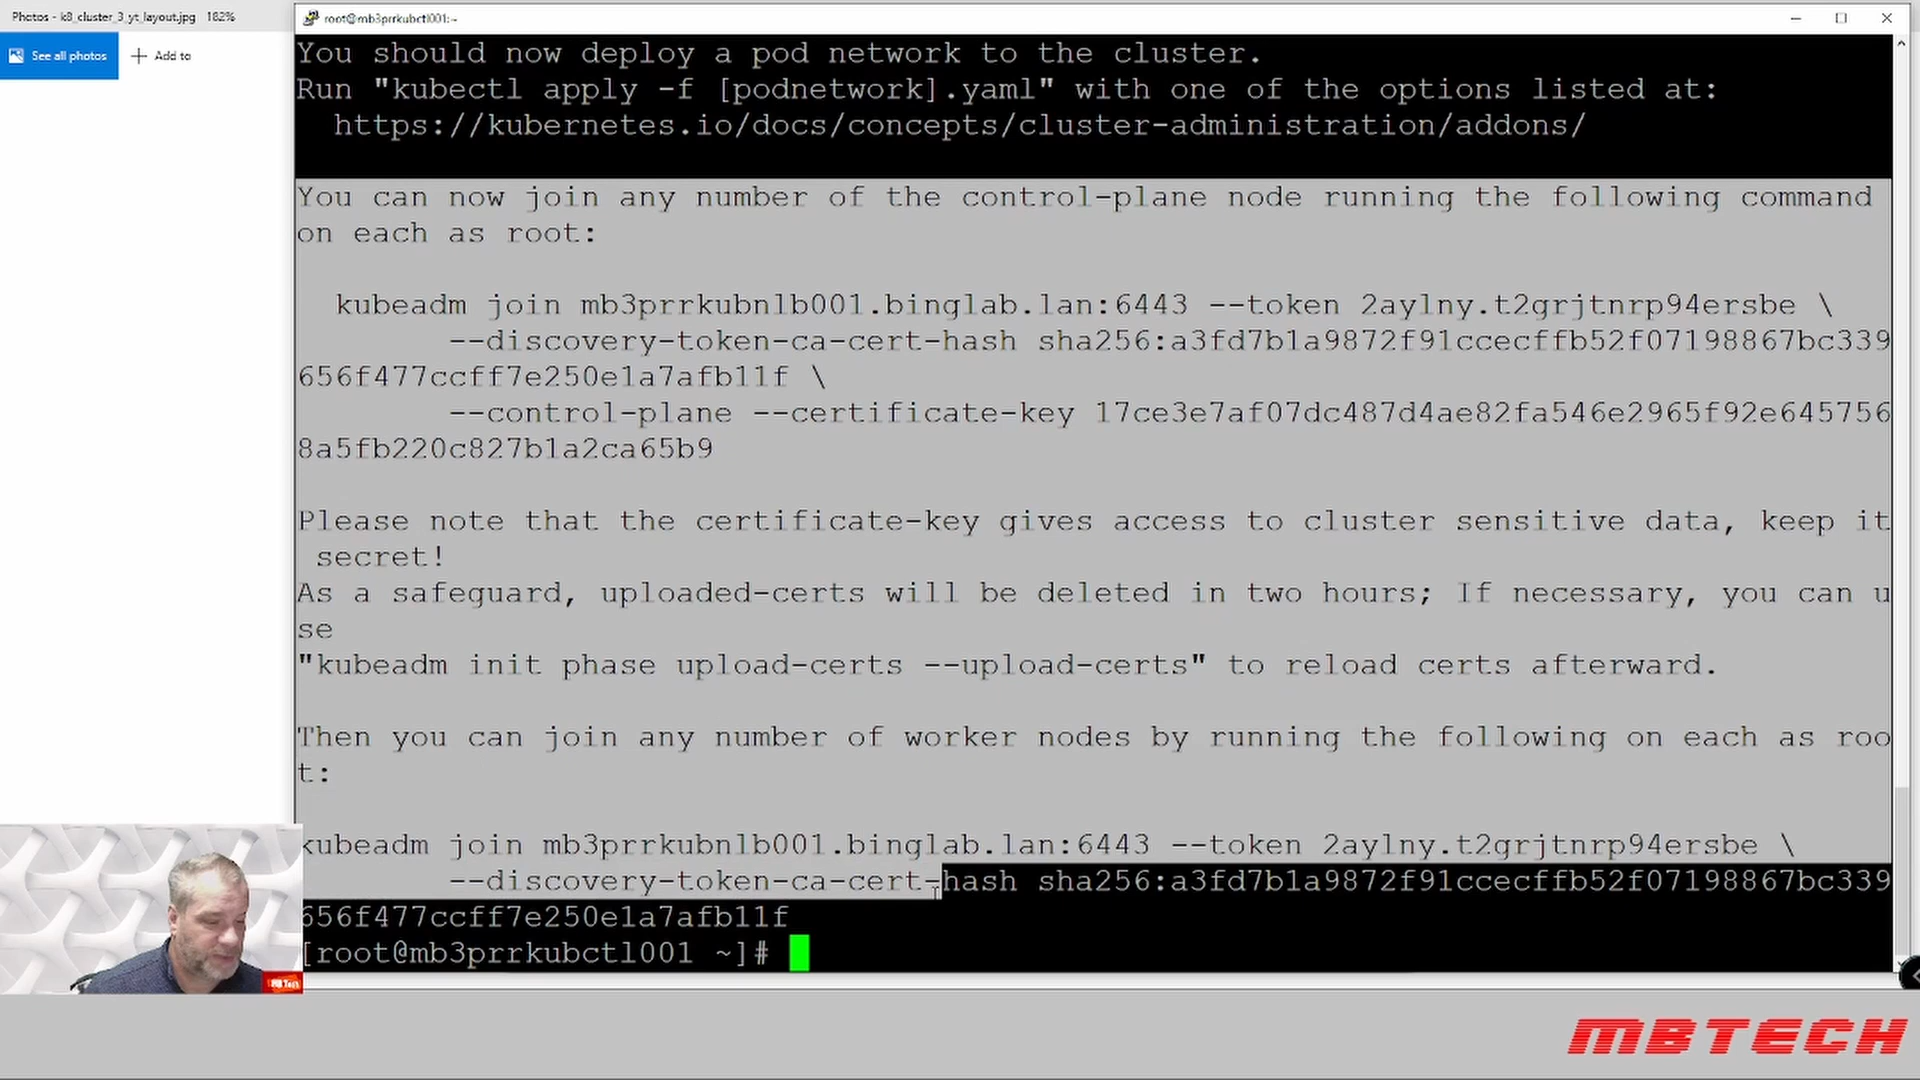 Photos - k8_cluster_3_yt_layout.jpg 182%
See all photos
Add to
root@mb3prrkubctl001:~
You should now deploy a pod network to the cluster.
Run "kubectl apply -f [podnetwork].yaml" with one of the options listed at:
https://kubernetes.io/docs/concepts/cluster-administration/addons/
You can now join any number of the control-plane node running the following command
on each as root:
kubeadm join mb3prrkubnlb001.binglab.lan:6443 --token 2aylny.t2grjtnrp94ersbe \
--discovery-token-ca-cert-hash sha256:a3fd7b1a9872f91ccecffb52f07198867bc339
656f477ccff7e250e1a7afb11f \
--control-plane --certificate-key 17ce3e7af07dc487d4ae82fa546e2965f92e645756
8a5fb220c827b1a2ca65b9
Please note that the certificate-key gives access to cluster sensitive data, keep it
secret!
As a safeguard, uploaded-certs will be deleted in two hours; If necessary, you can u
se
"kubeadm init phase upload-certs --upload-certs" to reload certs afterward.
Then you can join any number of worker nodes by running the following on each as roo
t:
kubeadm join mb3prrkubnlb001.binglab.lan:6443 --token 2aylny.t2grjtnrp94ersbe \
--discovery-token-ca-cert-hash sha256:a3fd7b1a9872f91ccecffb52f07198867bc339
656f477ccff7e250e1a7afb11f
[root@mb3prrkubctl001 ~]#
MB Tech
MBTECH